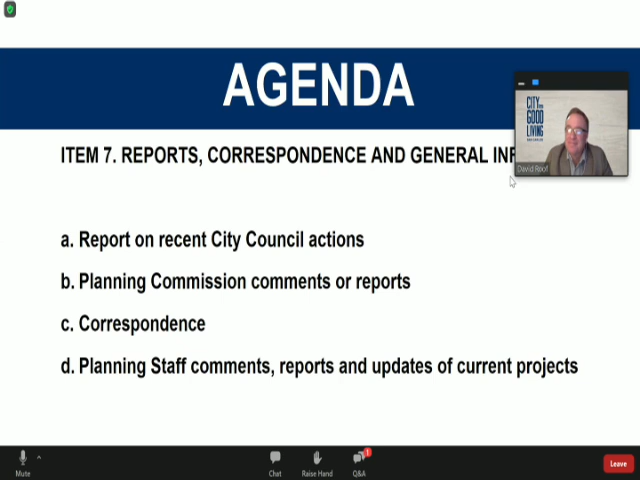 AGENDA
ITEM 7. REPORTS, CORRESPONDENCE AND GENERAL
CITY
GOOD
LIVING
David Roof
a. Report on recent City Council actions
b. Planning Commission comments or reports
c. Correspondence
d. Planning Staff comments, reports and updates of current projects
Mute
Chat
Raise Hand
Q&A
1
Leave